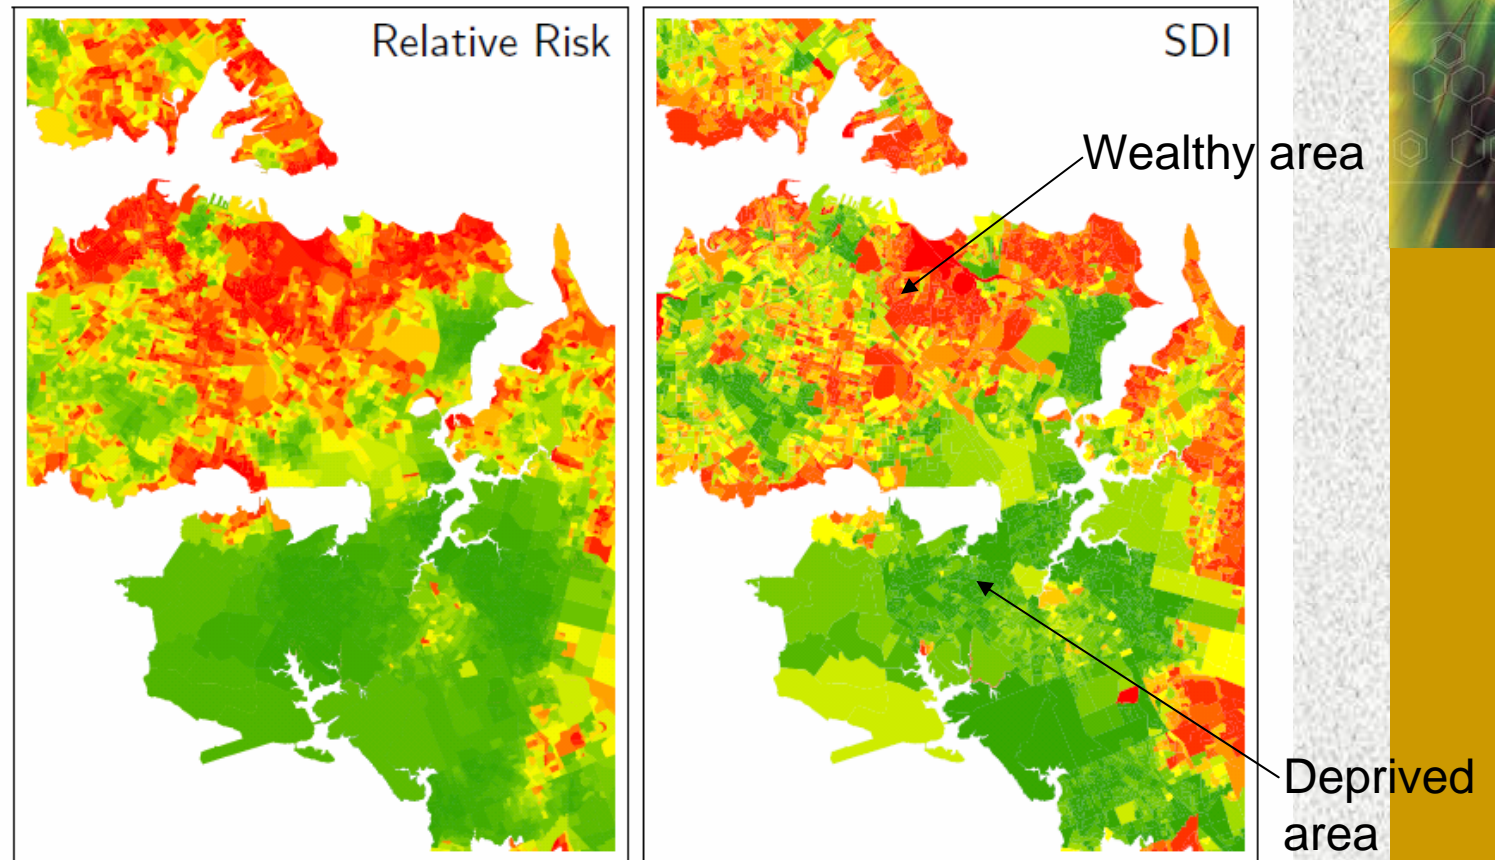 Relative Risk
SDI
Wealthy area
Deprived
area